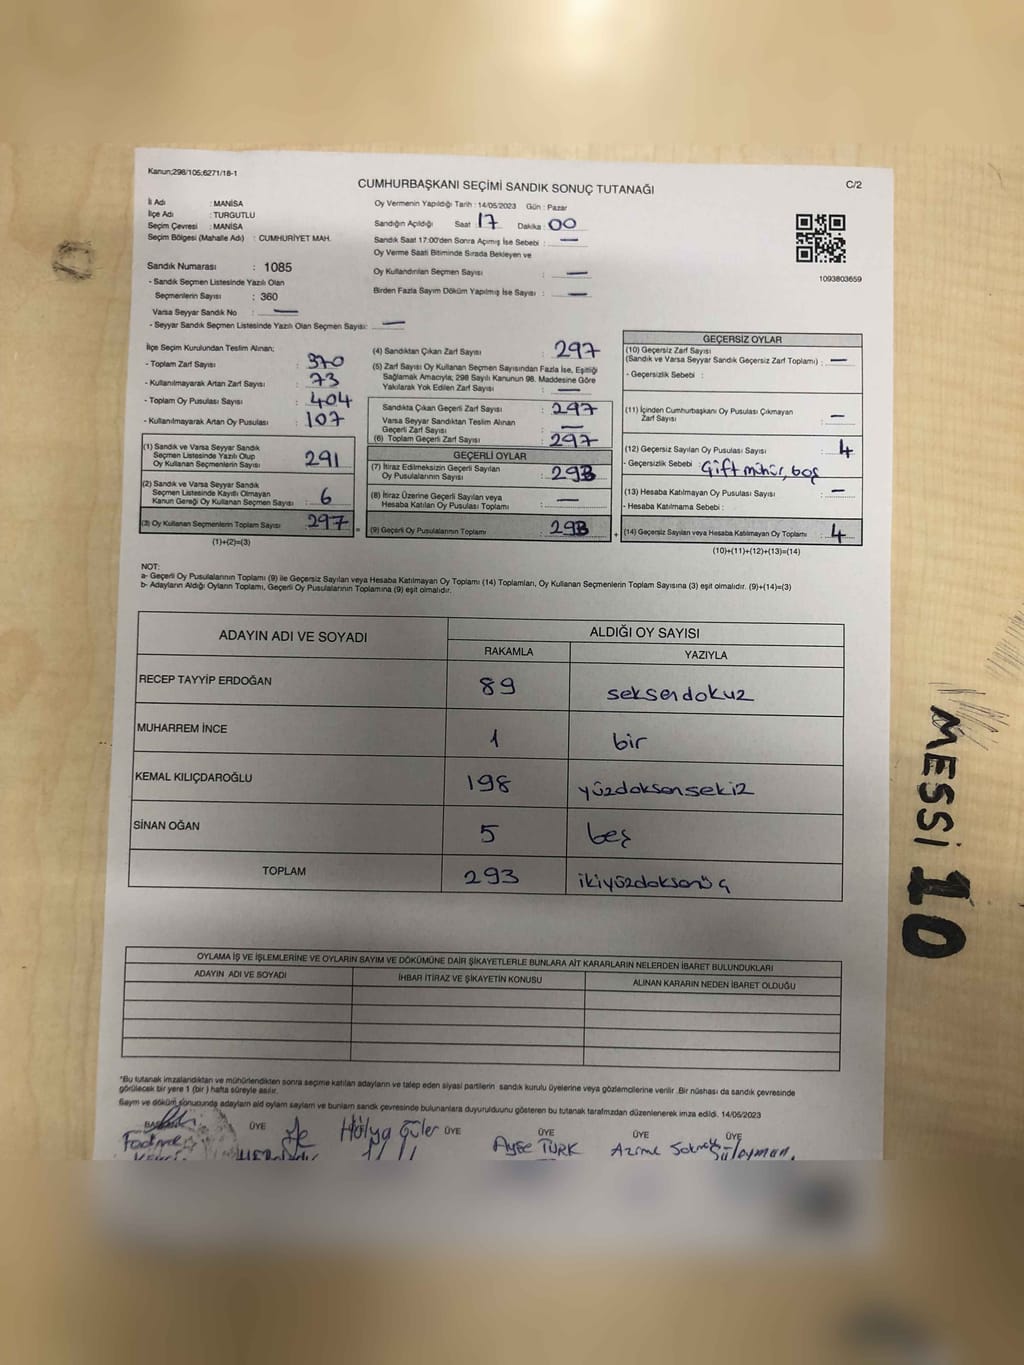 Kanun;298/105;6271/18-1
CUMHURBAŞKANI SEÇİMİ SANDIK SONUÇ TUTANAĞI
C/2
İl Adı : MANİSA
İlçe Adı : TURGUTLU
Seçim Çevresi : MANİSA
Seçim Bölgesi (Mahalle Adı) : CUMHURİYET MAH.
Sandık Numarası : 1085
- Sandık Seçmen Listesinde Yazılı Olan
Seçmenlerin Sayısı : 360
Varsa Seyyar Sandık No : —
- Seyyar Sandık Seçmen Listesinde Yazılı Olan Seçmen Sayısı: —
Oy Vermenin Yapıldığı Tarih : 14/05/2023 Gün : Pazar
Sandığın Açıldığı Saat : 17 Dakika : 00
Sandık Saat 17:00'den Sonra Açımış İse Sebebi : —
Oy Verme Saati Bitiminde Sırada Bekleyen ve
Oy Kullandırılan Seçmen Sayısı : —
Birden Fazla Sayım Döküm Yapılmış İse Sayısı : —
1093803659
İlçe Seçim Kurulundan Teslim Alınan;
- Toplam Zarf Sayısı : 370
- Kullanılmayarak Artan Zarf Sayısı : 73
- Toplam Oy Pusulası Sayısı : 404
- Kullanılmayarak Artan Oy Pusulası : 107
(1) Sandık ve Varsa Seyyar Sandık
Seçmen Listesinde Yazılı Olup
Oy Kullanan Seçmenlerin Sayısı : 291
(2) Sandık ve Varsa Seyyar Sandık
Seçmen Listesinde Kayıtlı Olmayan
Kanun Gereği Oy Kullanan Seçmen Sayısı : 6
(3) Oy Kullanan Seçmenlerin Toplam Sayısı : 297
(1)+(2)=(3)
(4) Sandıktan Çıkan Zarf Sayısı : 297
(5) Zarf Sayısı Oy Kullanan Seçmen Sayısından Fazla İse, Eşitliği
Sağlamak Amacıyla; 298 Sayılı Kanunun 98. Maddesine Göre
Yakılarak Yok Edilen Zarf Sayısı : —
Sandıkta Çıkan Geçerli Zarf Sayısı : 297
Varsa Seyyar Sandıktan Teslim Alınan
Geçerli Zarf Sayısı : —
(6) Toplam Geçerli Zarf Sayısı : 297
GEÇERLİ OYLAR
(7) İtiraz Edilmeksizin Geçerli Sayılan
Oy Pusulası Sayısı : 293
(8) İtiraz Üzerine Geçerli Sayılan veya
Hesaba Katılan Oy Pusulası Toplamı : —
(9) Geçerli Oy Pusulalarının Toplamı : 293
GEÇERSİZ OYLAR
(10) Geçersiz Zarf Sayısı
(Sandık ve Varsa Seyyar Sandık Geçersiz Zarf Toplamı) : —
- Geçersizlik Sebebi :
(11) İçinden Cumhurbaşkanı Oy Pusulası Çıkmayan
Zarf Sayısı : —
(12) Geçersiz Sayılan Oy Pusulası Sayısı : 4
- Geçersizlik Sebebi : Çift mühür, boş
(13) Hesaba Katılmayan Oy Pusulası Sayısı : —
- Hesaba Katılmama Sebebi :
(14) Geçersiz Sayılan veya Hesaba Katılmayan Oy Toplamı : 4
(10)+(11)+(12)+(13)=(14)
NOT:
a- Geçerli Oy Pusulalarının Toplamı (9) ile Geçersiz Sayılan veya Hesaba Katılmayan Oy Toplamı (14) Toplamları, Oy Kullanan Seçmenlerin Toplam Sayısına (3) eşit olmalıdır. (9)+(14)=(3)
b- Adayların Aldığı Oyların Toplamı, Geçerli Oy Pusulalarının Toplamına (9) eşit olmalıdır.
ADAYIN ADI VE SOYADI
ALDIĞI OY SAYISI
RAKAMLA YAZIYLA
RECEP TAYYİP ERDOĞAN 89 seksendokuz
MUHARREM İNCE 1 bir
KEMAL KILIÇDAROĞLU 198 yüzdoksansekiz
SİNAN OĞAN 5 beş
TOPLAM 293 ikiyüzdoksanüç
OYLAMA İŞ VE İŞLEMLERİNE VE OYLARIN SAYIM VE DÖKÜMÜNE DAİR ŞİKAYETLERLE BUNLARA AİT KARARLARIN NELERDEN İBARET BULUNDUKLARI
ADAYIN ADI VE SOYADI İHBAR İTİRAZ VE ŞİKAYETİN KONUSU ALINAN KARARIN NEDEN İBARET OLDUĞU
*Bu tutanak imzalandıktan ve mühürlendikten sonra seçime katılan adayların ve talep eden siyasi partilerin sandık kurulu üyelerine veya gözlemcilerine verilir. Bir nüshası da sandık çevresinde
görülecek bir yere 1 (bir) hafta süreyle asılır.
Sayım ve döküm sonucunda adayların aldı oyların sayıları ve bunların sandık çevresinde bulunanlara duyurulduunu gösteren bu tutanak tarafımızdan düzenlenerek imza edildi. 14/05/2023
ÜYE ÜYE ÜYE ÜYE ÜYE
Hülya Güler Ayşe TÜRK Azime Süleyman
MESSİ 10